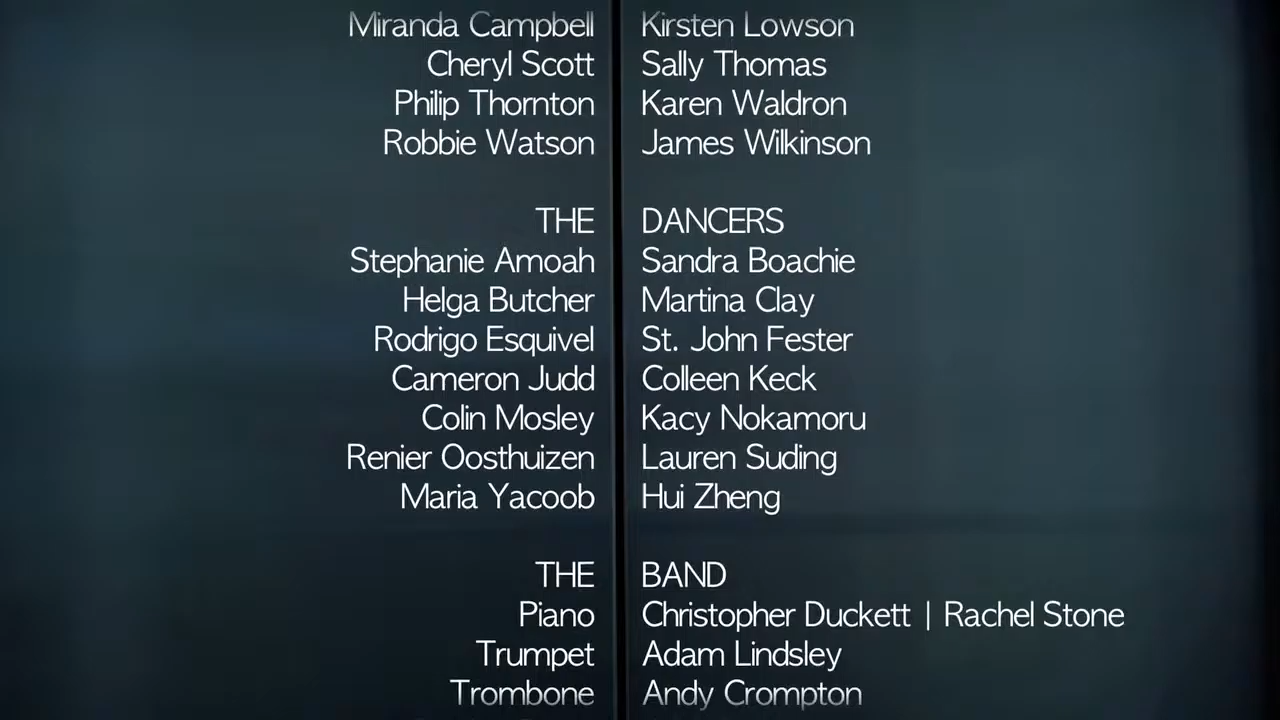 Miranda Campbell Kirsten Lowson
Cheryl Scott Sally Thomas
Philip Thornton Karen Waldron
Robbie Watson James Wilkinson
THE DANCERS
Stephanie Amoah Sandra Boachie
Helga Butcher Martina Clay
Rodrigo Esquivel St. John Fester
Cameron Judd Colleen Keck
Colin Mosley Kacy Nokamoru
Renier Oosthuizen Lauren Suding
Maria Yacoob Hui Zheng
THE BAND
Piano Christopher Duckett | Rachel Stone
Trumpet Adam Lindsley
Trombone Andy Crompton